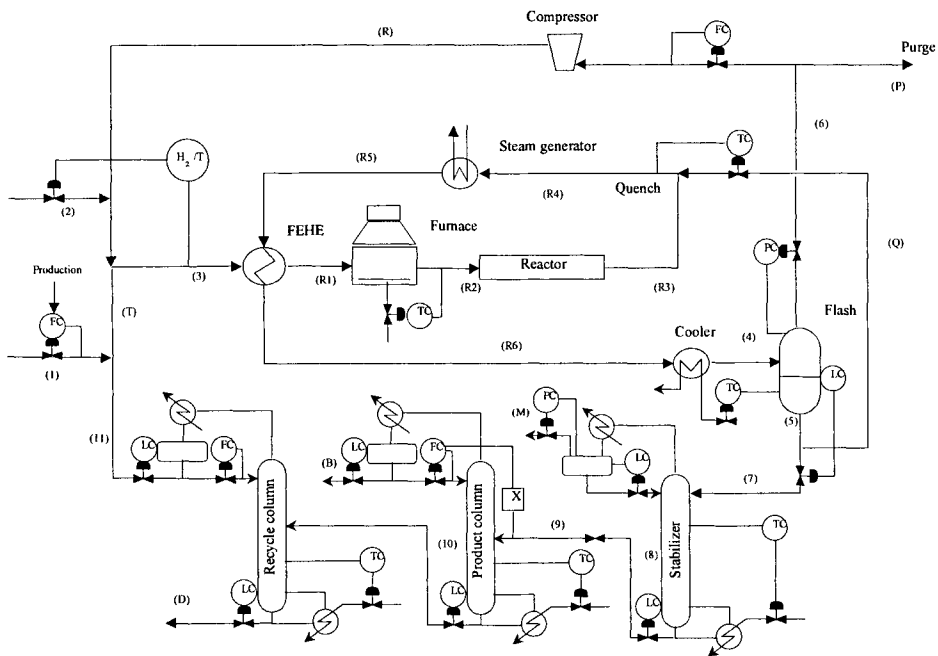 Compressor
(R)
FC
Purge
(P)
(6)
TC
Steam generator
(R5)
(R4)
Quench
H2/T
(2)
FEHE
Furnace
(Q)
Production
(3)
(R1)
(R2)
Reactor
(R3)
PC
TC
Flash
FC
(T)
(1)
(R6)
Cooler
(4)
LC
TC
(5)
(M)
PC
(11)
LC
FC
(B)
LC
FC
LC
(7)
X
(9)
TC
Recycle column
(10)
Product column
(8)
Stabilizer
TC
TC
(D)
LC
LC
LC